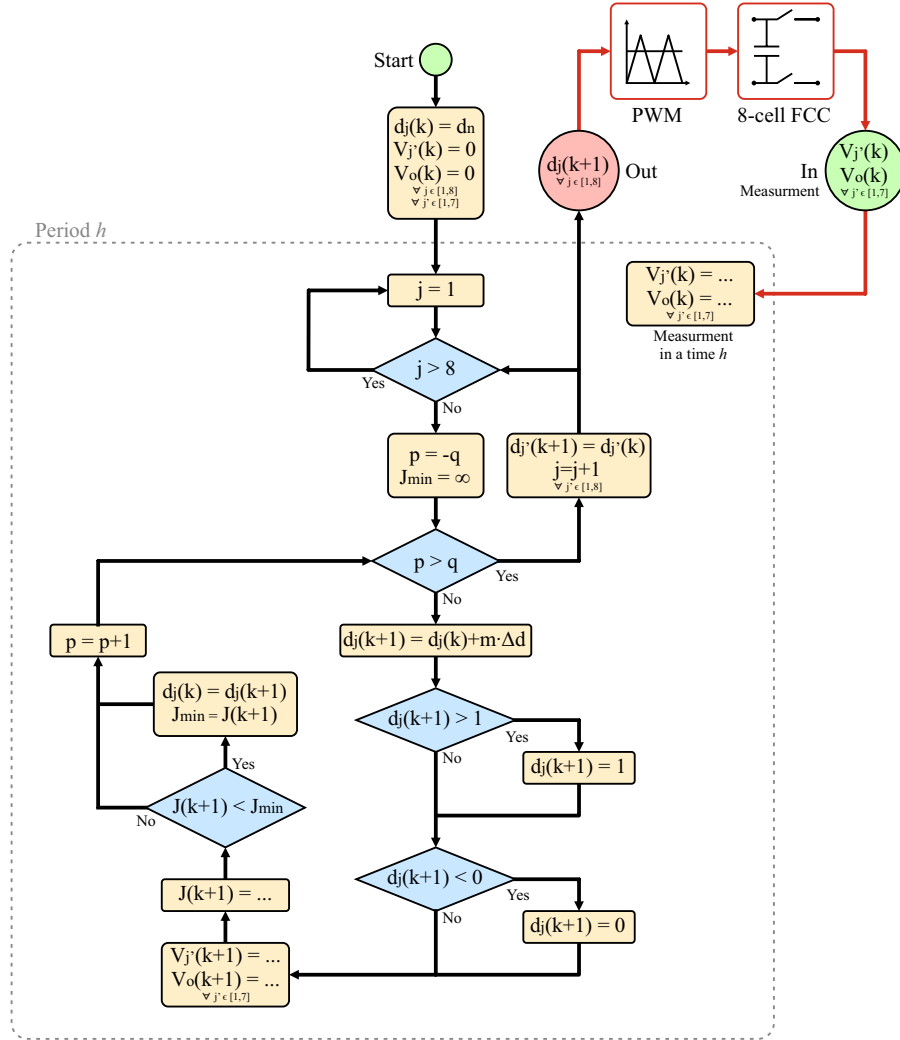 Start
dj(k) = dn
Vj'(k) = 0
Vo(k) = 0
∀ j ϵ [1,8]
∀ j' ϵ [1,7]
PWM
8-cell FCC
dj(k+1)
∀ j ϵ [1,8]
Out
In
Measurment
Vj'(k)
Vo(k)
∀ j' ϵ [1,7]
Period h
Vj'(k) = ...
Vo(k) = ...
∀ j' ϵ [1,7]
Measurment
in a time h
j = 1
j > 8
Yes
No
p = -q
Jmin = ∞
dj'(k+1) = dj'(k)
j=j+1
∀ j' ϵ [1,8]
p > q
Yes
No
p = p+1
dj(k+1) = dj(k)+m·Δd
dj(k) = dj(k+1)
Jmin = J(k+1)
dj(k+1) > 1
Yes
No
dj(k+1) = 1
Yes
J(k+1) < Jmin
No
dj(k+1) < 0
Yes
No
dj(k+1) = 0
J(k+1) = ...
Vj'(k+1) = ...
Vo(k+1) = ...
∀ j' ϵ [1,7]